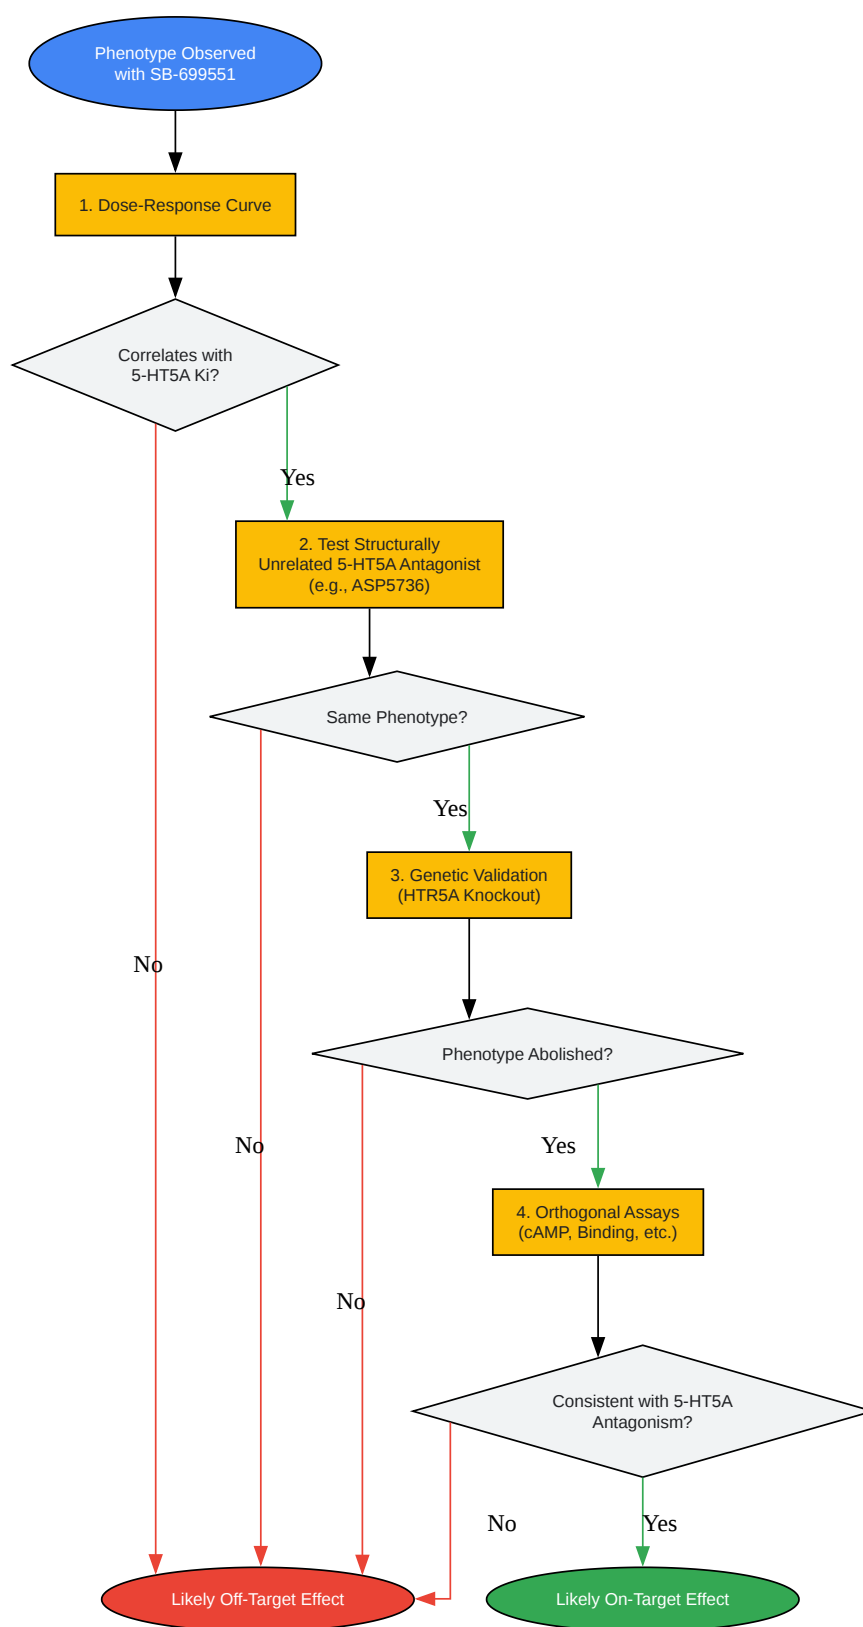 Phenotype Observed
with SB-699551
1. Dose-Response Curve
Correlates with
5-HT5A Ki?
Yes
2. Test Structurally
Unrelated 5-HT5A Antagonist
(e.g., ASP5736)
Same Phenotype?
Yes
3. Genetic Validation
(HTR5A Knockout)
No
Phenotype Abolished?
No
Yes
4. Orthogonal Assays
(cAMP, Binding, etc.)
No
Consistent with 5-HT5A
Antagonism?
No
Yes
Likely Off-Target Effect
Likely On-Target Effect